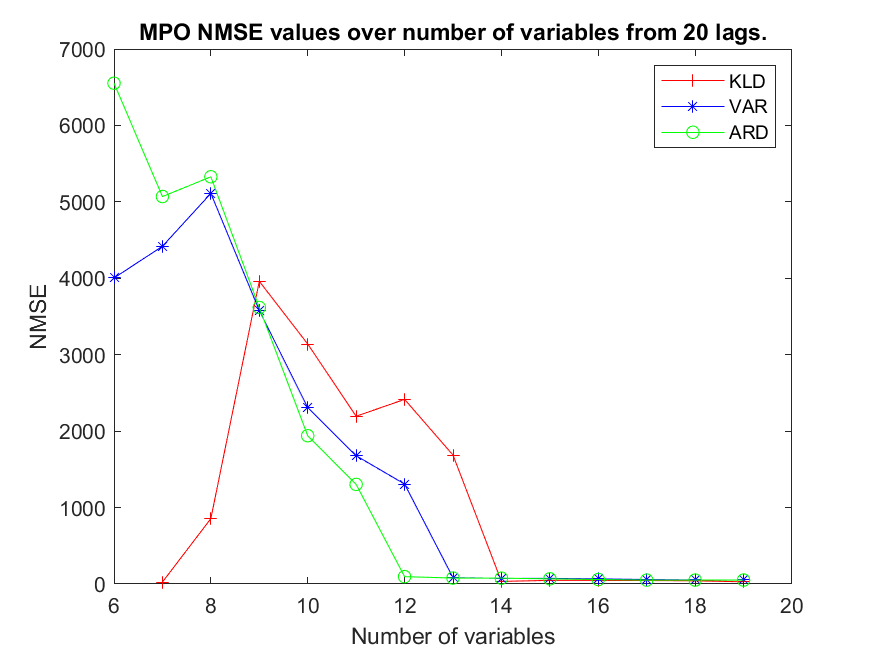 MPO NMSE values over number of variables from 20 lags.
7000
6000
5000
4000
3000
2000
1000
0
NMSE
KLD
VAR
ARD
6 8 10 12 14 16 18 20
Number of variables